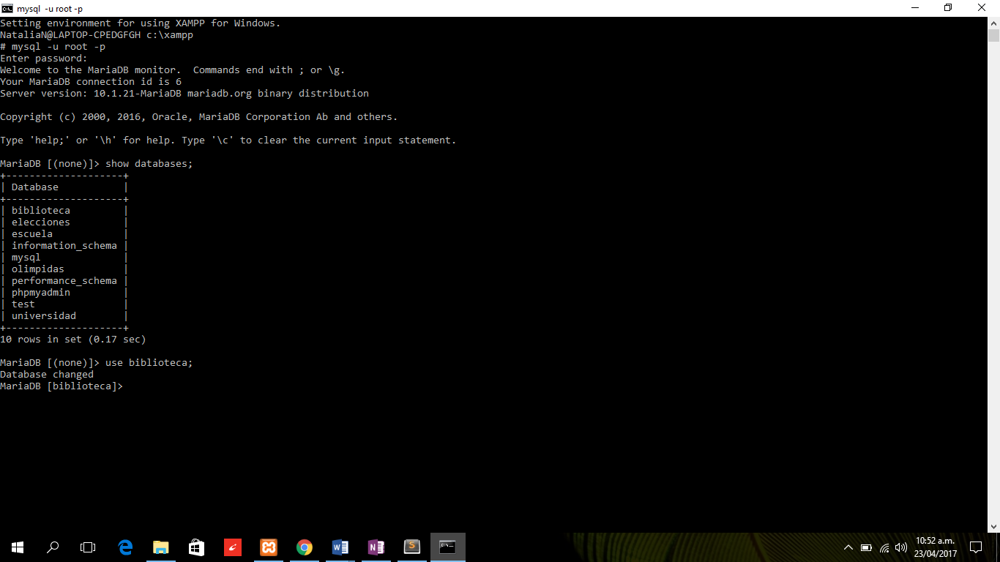 mysql  -u root -p
Setting environment for using XAMPP for Windows.
NataliaN@LAPTOP-CPEDGFGH c:\xampp
# mysql -u root -p
Enter password:
Welcome to the MariaDB monitor.  Commands end with ; or \g.
Your MariaDB connection id is 6
Server version: 10.1.21-MariaDB mariadb.org binary distribution

Copyright (c) 2000, 2016, Oracle, MariaDB Corporation Ab and others.

Type 'help;' or '\h' for help. Type '\c' to clear the current input statement.

MariaDB [(none)]> show databases;
+--------------------+
| Database           |
+--------------------+
| biblioteca         |
| elecciones         |
| escuela            |
| information_schema |
| mysql              |
| olimpidas          |
| performance_schema |
| phpmyadmin         |
| test               |
| universidad        |
+--------------------+
10 rows in set (0.17 sec)

MariaDB [(none)]> use biblioteca;
Database changed
MariaDB [biblioteca]>
10:52 a.m.
23/04/2017